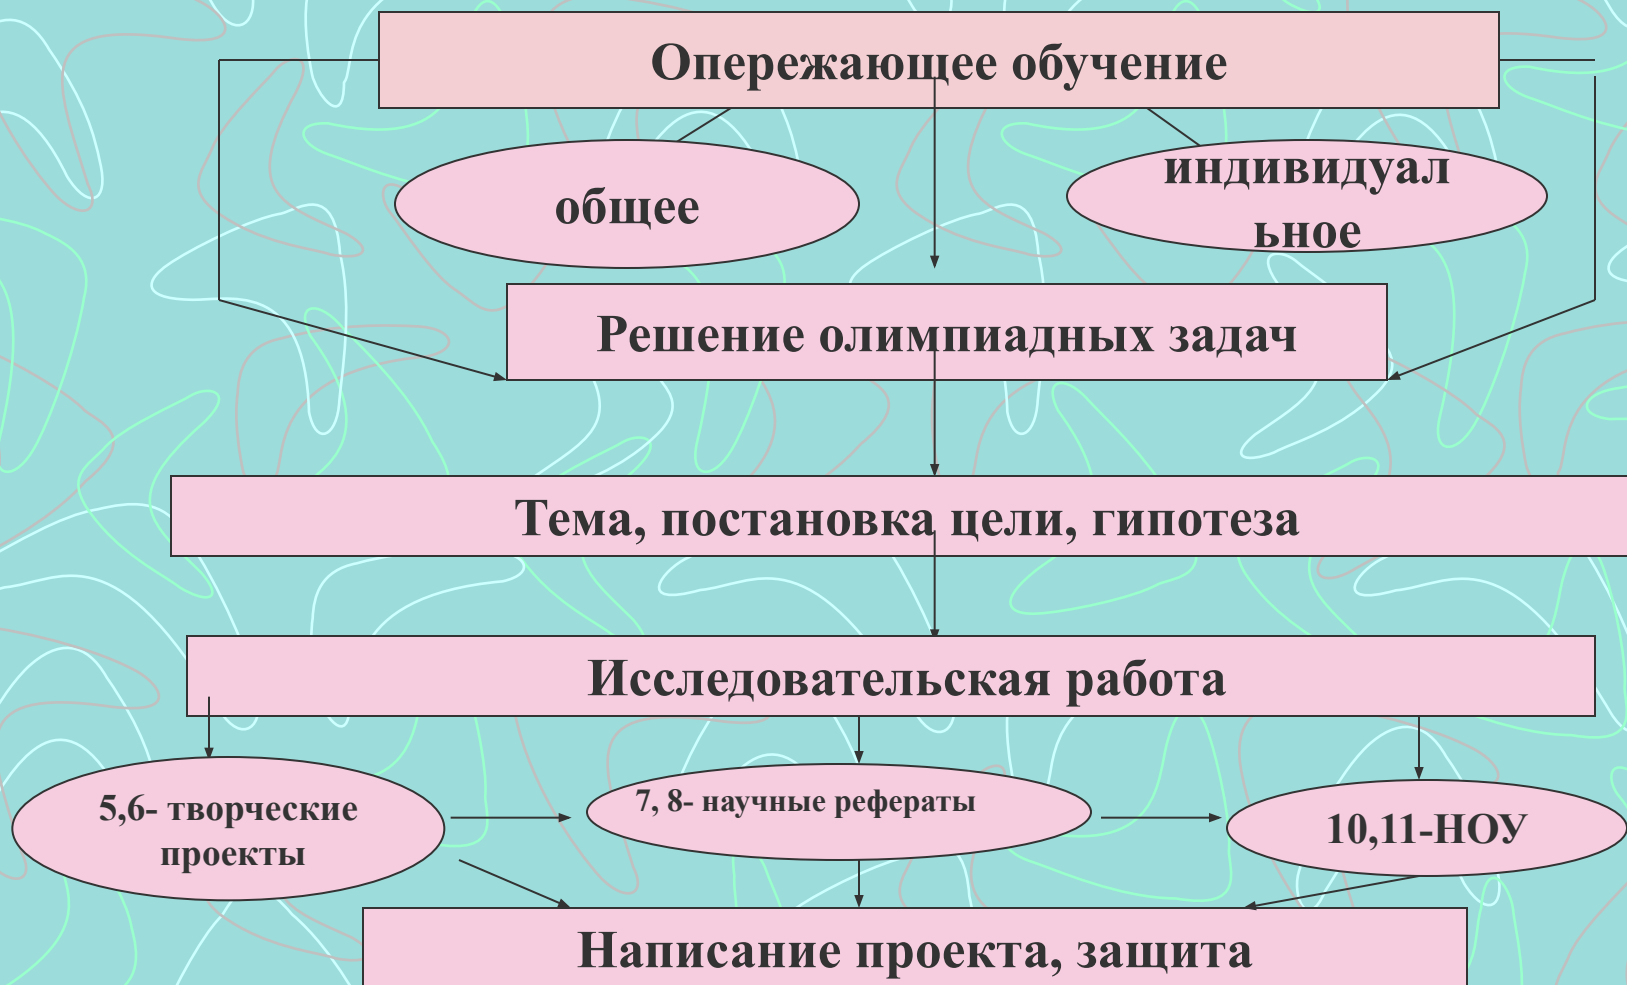 Опережающее обучение
общее
индивидуал
ьное
Решение олимпиадных задач
Тема, постановка цели, гипотеза
Исследовательская работа
5,6- творческие
проекты
7, 8- научные рефераты
10,11-НОУ
Написание проекта, защита